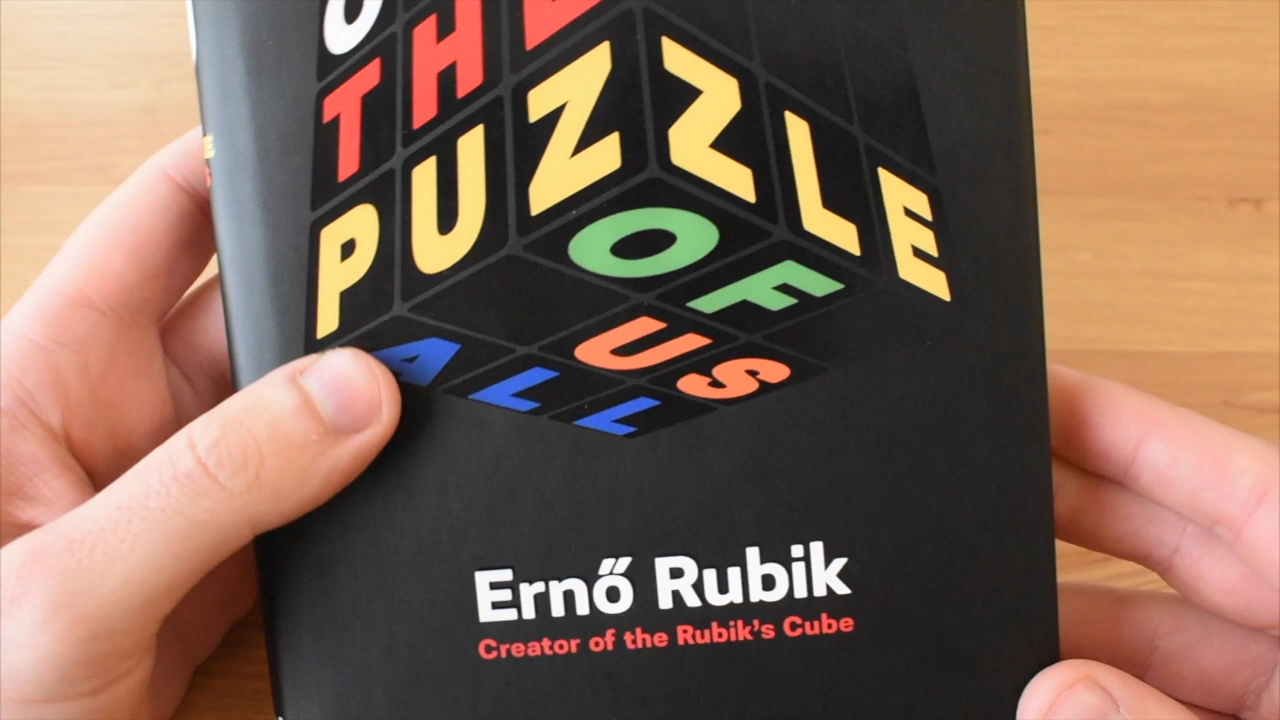 THE
PUZZLE
OF
US
ALL
Ernő Rubik
Creator of the Rubik's Cube